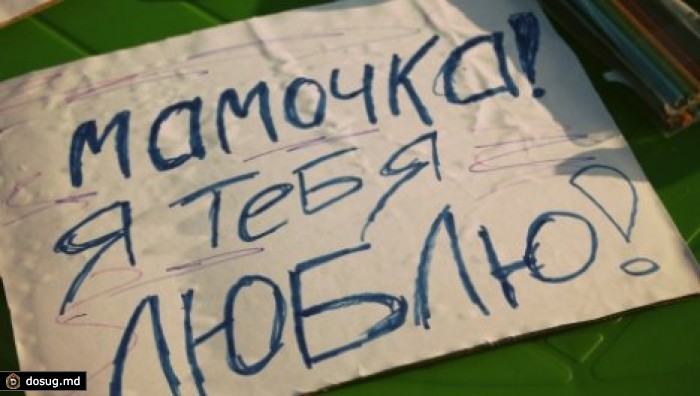 мамочка!
я тебя
люблю!
dosug.md